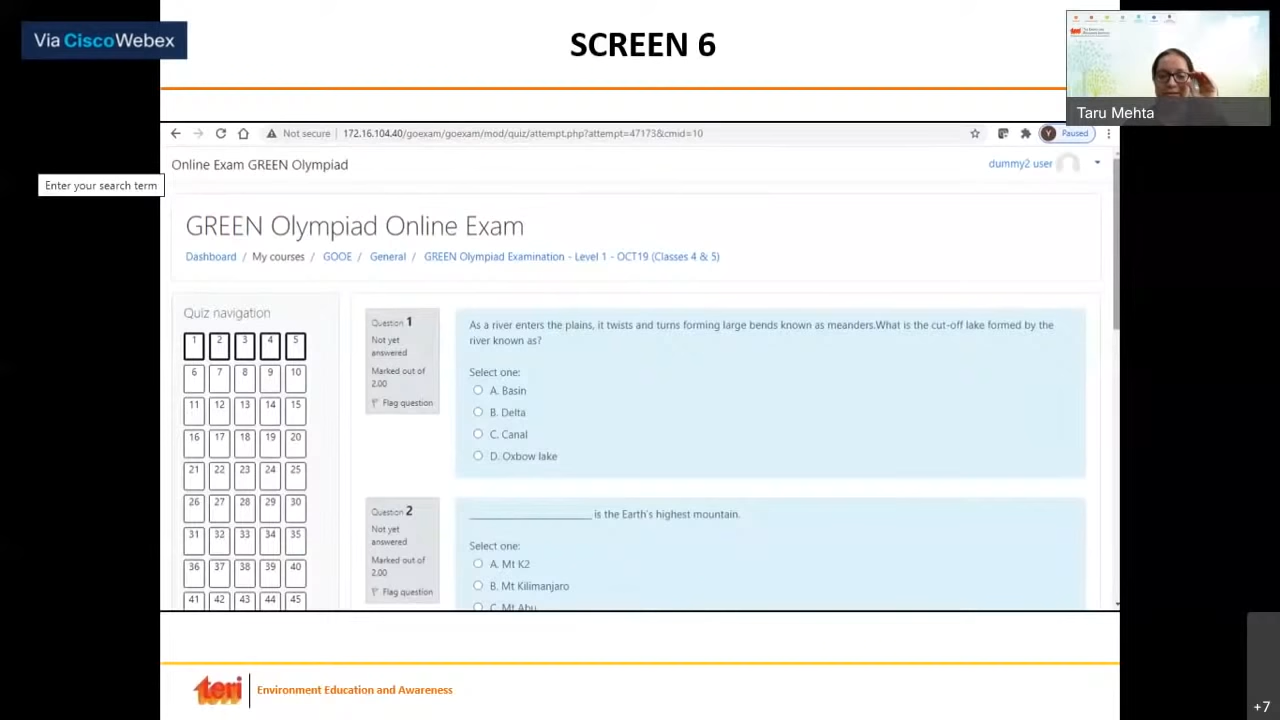 Via CiscoWebex
SCREEN 6
Taru Mehta
Not secure | 172.16.104.40/goexam/goexam/mod/quiz/attempt.php?attempt=47173&cmid=10
Y Paused
Online Exam GREEN Olympiad
dummy2 user
Enter your search term
GREEN Olympiad Online Exam
Dashboard / My courses / GOOE / General / GREEN Olympiad Examination - Level 1 - OCT19 (Classes 4 & 5)
Quiz navigation
1 2 3 4 5
6 7 8 9 10
11 12 13 14 15
16 17 18 19 20
21 22 23 24 25
26 27 28 29 30
31 32 33 34 35
36 37 38 39 40
41 42 43 44 45
Question 1
Not yet
answered
Marked out of
2.00
Flag question
As a river enters the plains, it twists and turns forming large bends known as meanders.What is the cut-off lake formed by the
river known as?
Select one:
A. Basin
B. Delta
C. Canal
D. Oxbow lake
Question 2
Not yet
answered
Marked out of
2.00
Flag question
____________________ is the Earth's highest mountain.
Select one:
A. Mt K2
B. Mt Kilimanjaro
C. Mt Abu
teri
Environment Education and Awareness
+7